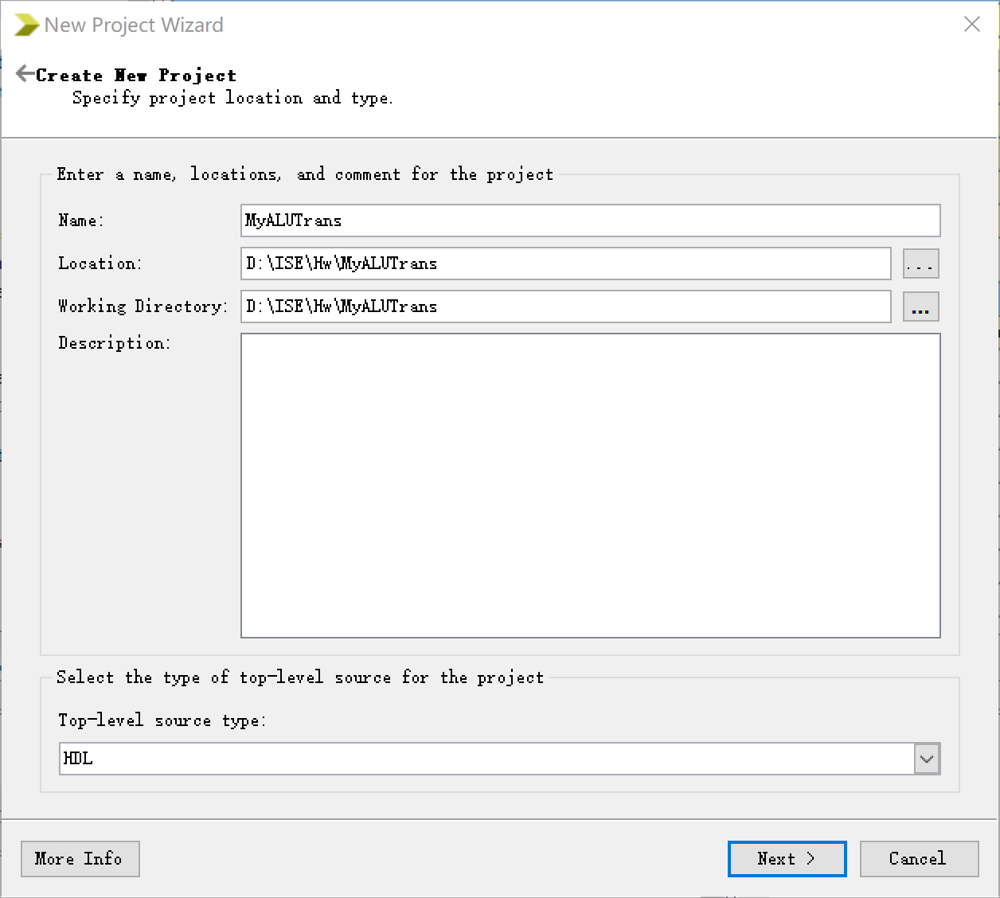 New Project Wizard
Create New Project
Specify project location and type.
Enter a name, locations, and comment for the project
Name: MyALUTrans
Location: D:\ISE\Hw\MyALUTrans ...
Working Directory: D:\ISE\Hw\MyALUTrans ...
Description:
Select the type of top-level source for the project
Top-level source type:
HDL
More Info Next > Cancel